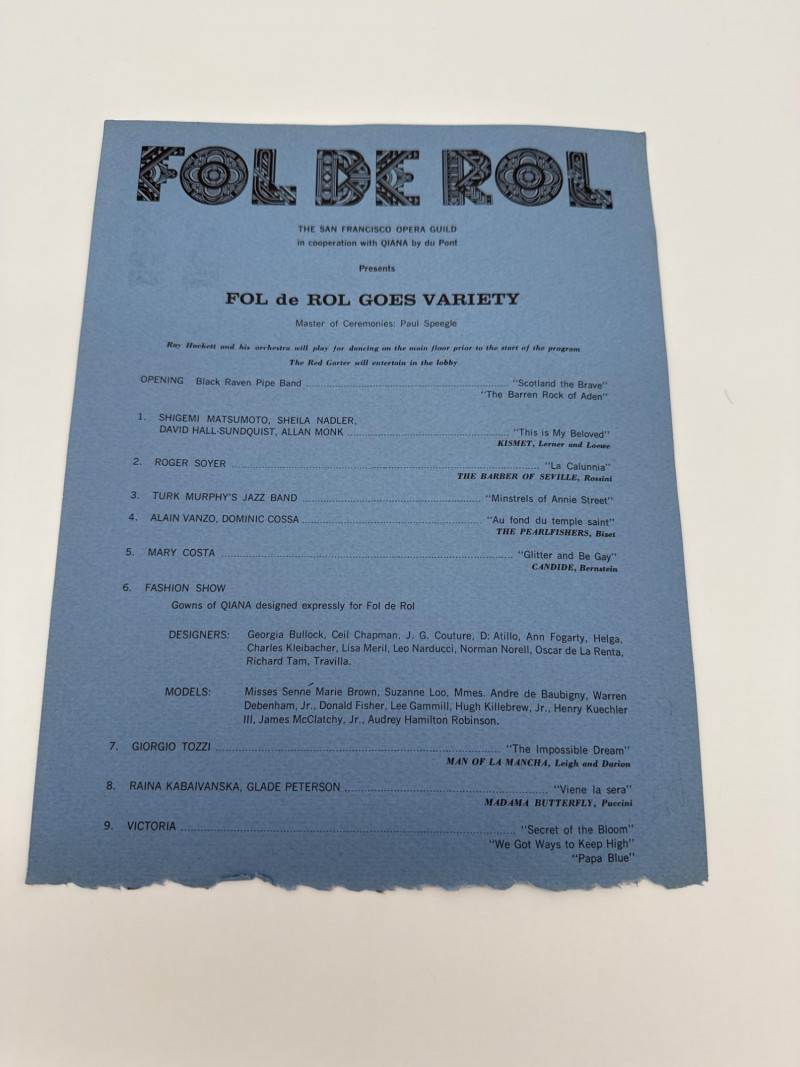 FOL DE ROL
THE SAN FRANCISCO OPERA GUILD
in cooperation with QIANA by du Pont
Presents
FOL de ROL GOES VARIETY
Master of Ceremonies: Paul Speegle
Ray Hackett and his orchestra will play for dancing on the main floor prior to the start of the program
The Red Garter will entertain in the lobby
OPENING Black Raven Pipe Band "Scotland the Brave"
"The Barren Rock of Aden"
1. SHIGEMI MATSUMOTO, SHEILA NADLER,
DAVID HALL-SUNDQUIST, ALLAN MONK "This is My Beloved"
KISMET, Lerner and Loewe
2. ROGER SOYER "La Calunnia"
THE BARBER OF SEVILLE, Rossini
3. TURK MURPHY'S JAZZ BAND "Minstrels of Annie Street"
4. ALAIN VANZO, DOMINIC COSSA "Au fond du temple saint"
THE PEARLFISHERS, Bizet
5. MARY COSTA "Glitter and Be Gay"
CANDIDE, Bernstein
6. FASHION SHOW
Gowns of QIANA designed expressly for Fol de Rol
DESIGNERS: Georgia Bullock, Ceil Chapman, J. G. Couture, D: Atillo, Ann Fogarty, Helga,
Charles Kleibacher, Lisa Meril, Leo Narducci, Norman Norell, Oscar de La Renta,
Richard Tam, Travilla.
MODELS: Misses Senné Marie Brown, Suzanne Loo, Mmes. Andre de Baubigny, Warren
Debenham, Jr., Donald Fisher, Lee Gammill, Hugh Killebrew, Jr., Henry Kuechler
III, James McClatchy, Jr., Audrey Hamilton Robinson.
7. GIORGIO TOZZI "The Impossible Dream"
MAN OF LA MANCHA, Leigh and Darion
8. RAINA KABAIVANSKA, GLADE PETERSON "Viene la sera"
MADAMA BUTTERFLY, Puccini
9. VICTORIA "Secret of the Bloom"
"We Got Ways to Keep High"
"Papa Blue"